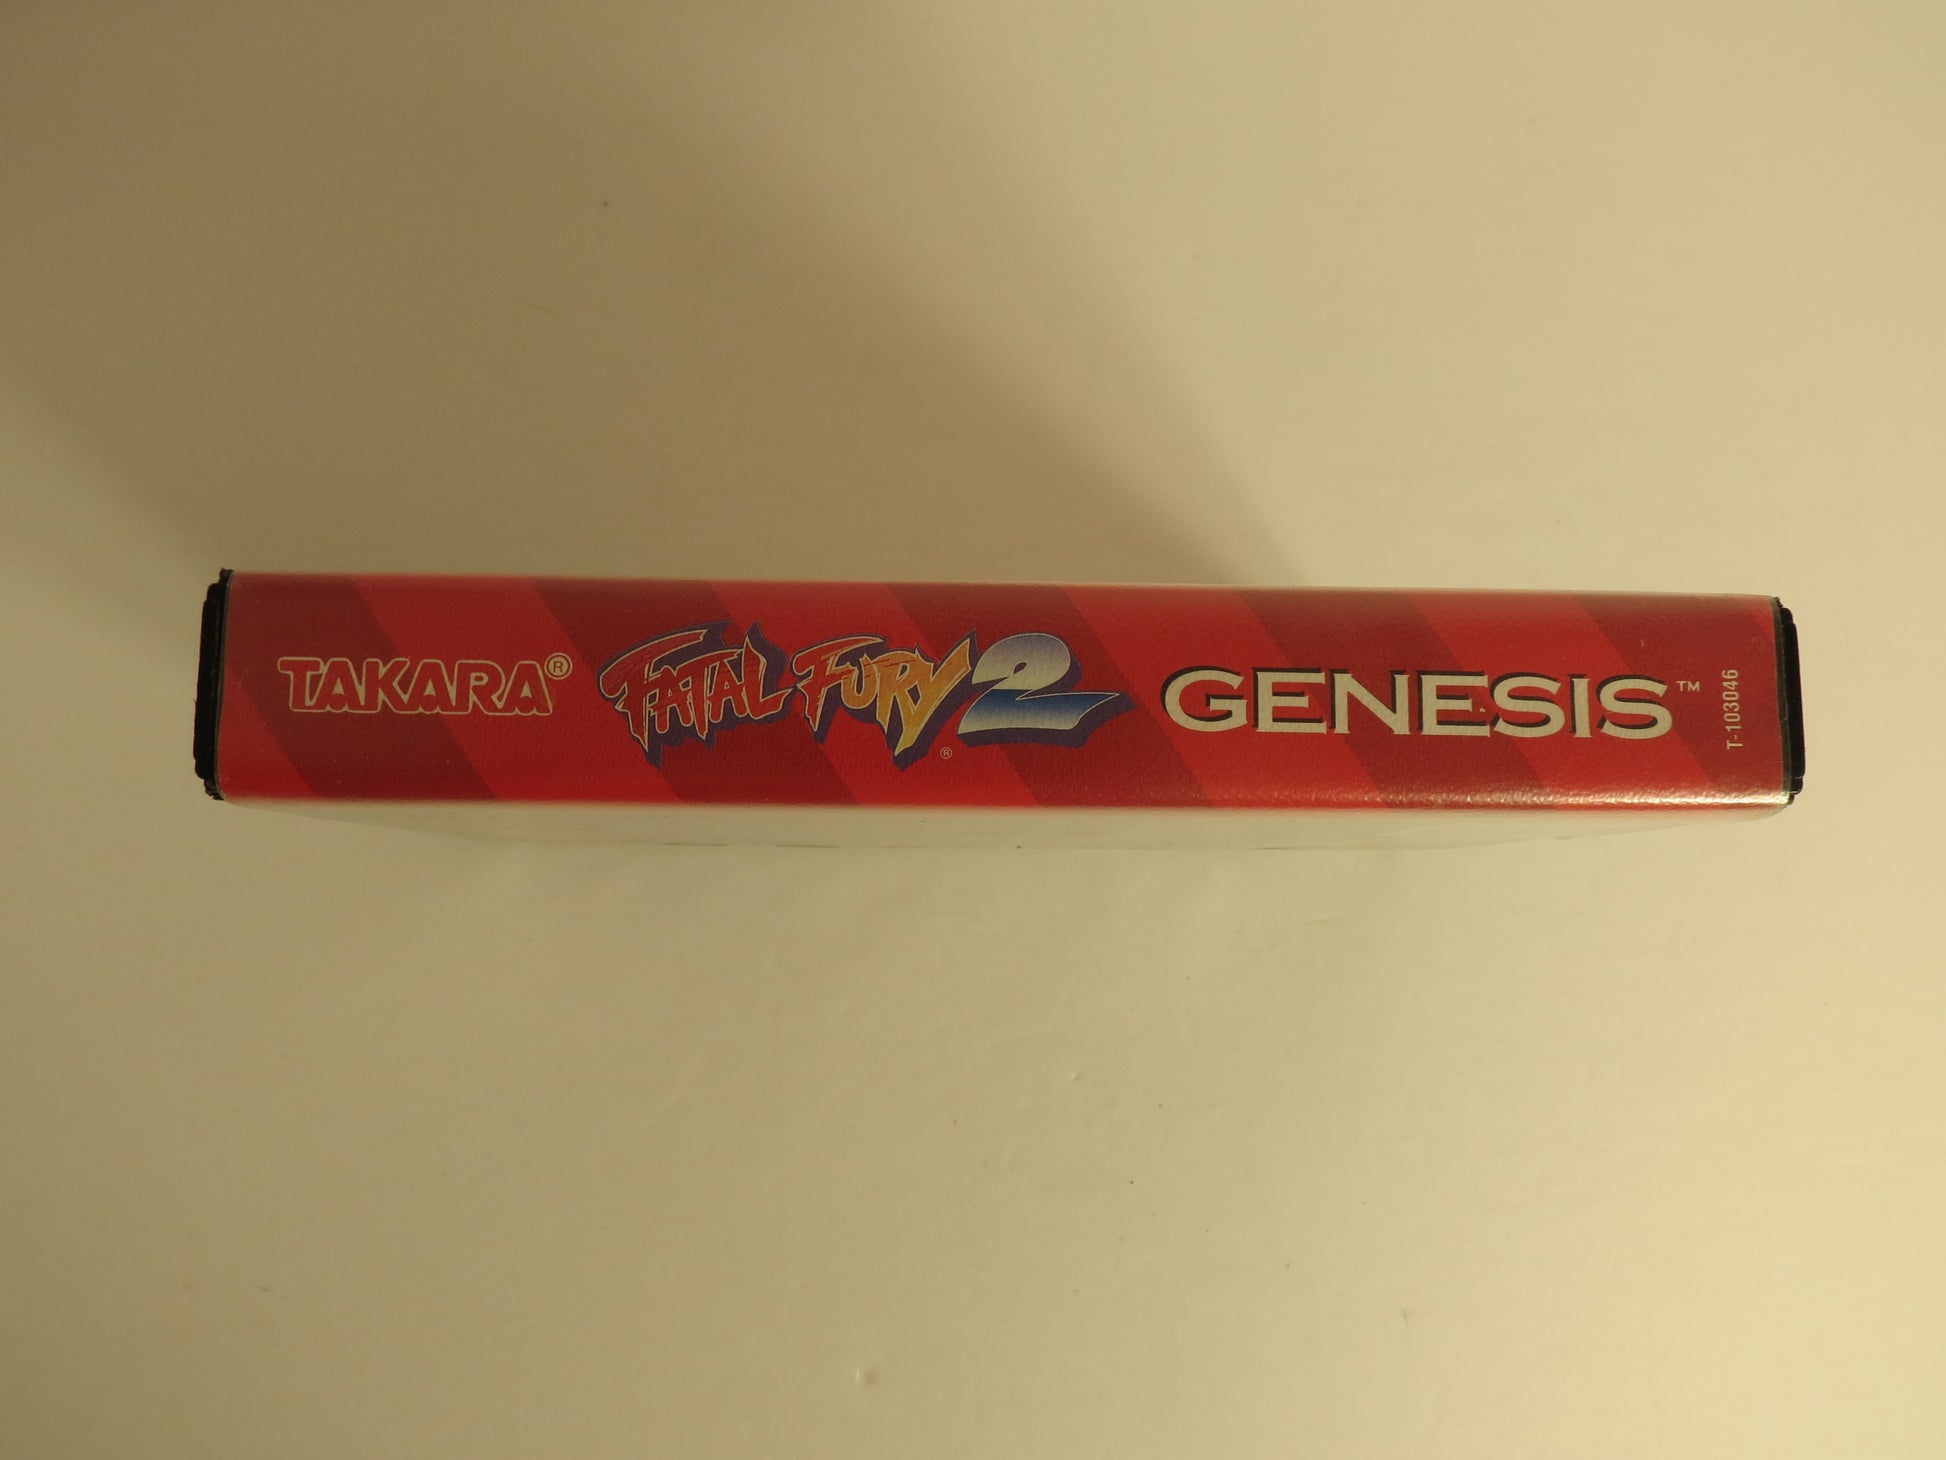 TAKARA® FATAL FURY 2® GENESIS™
T-103046